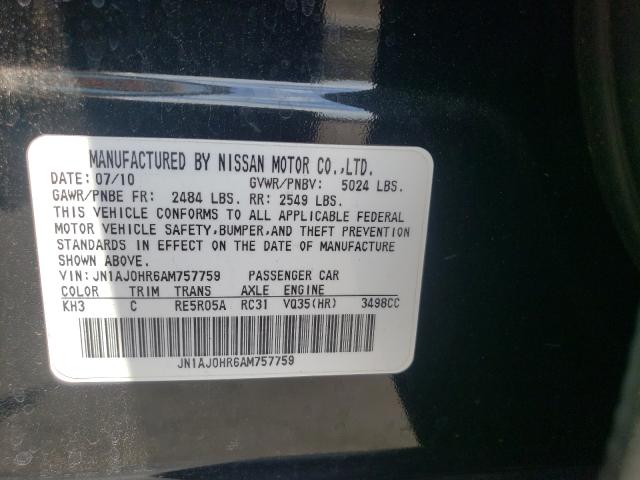 MANUFACTURED BY NISSAN MOTOR CO.,LTD.
DATE: 07/10 GVWR/PNBV: 5024 LBS.
GAWR/PNBE FR: 2484 LBS. RR: 2549 LBS.
THIS VEHICLE CONFORMS TO ALL APPLICABLE FEDERAL
MOTOR VEHICLE SAFETY,BUMPER,AND THEFT PREVENTION
STANDARDS IN EFFECT ON THE DATE OF MANUFACTURE
SHOWN ABOVE.
VIN: JN1AJ0HR6AM757759 PASSENGER CAR
COLOR TRIM TRANS AXLE ENGINE
KH3 C RE5R05A RC31 VQ35(HR) 3498CC
JN1AJ0HR6AM757759